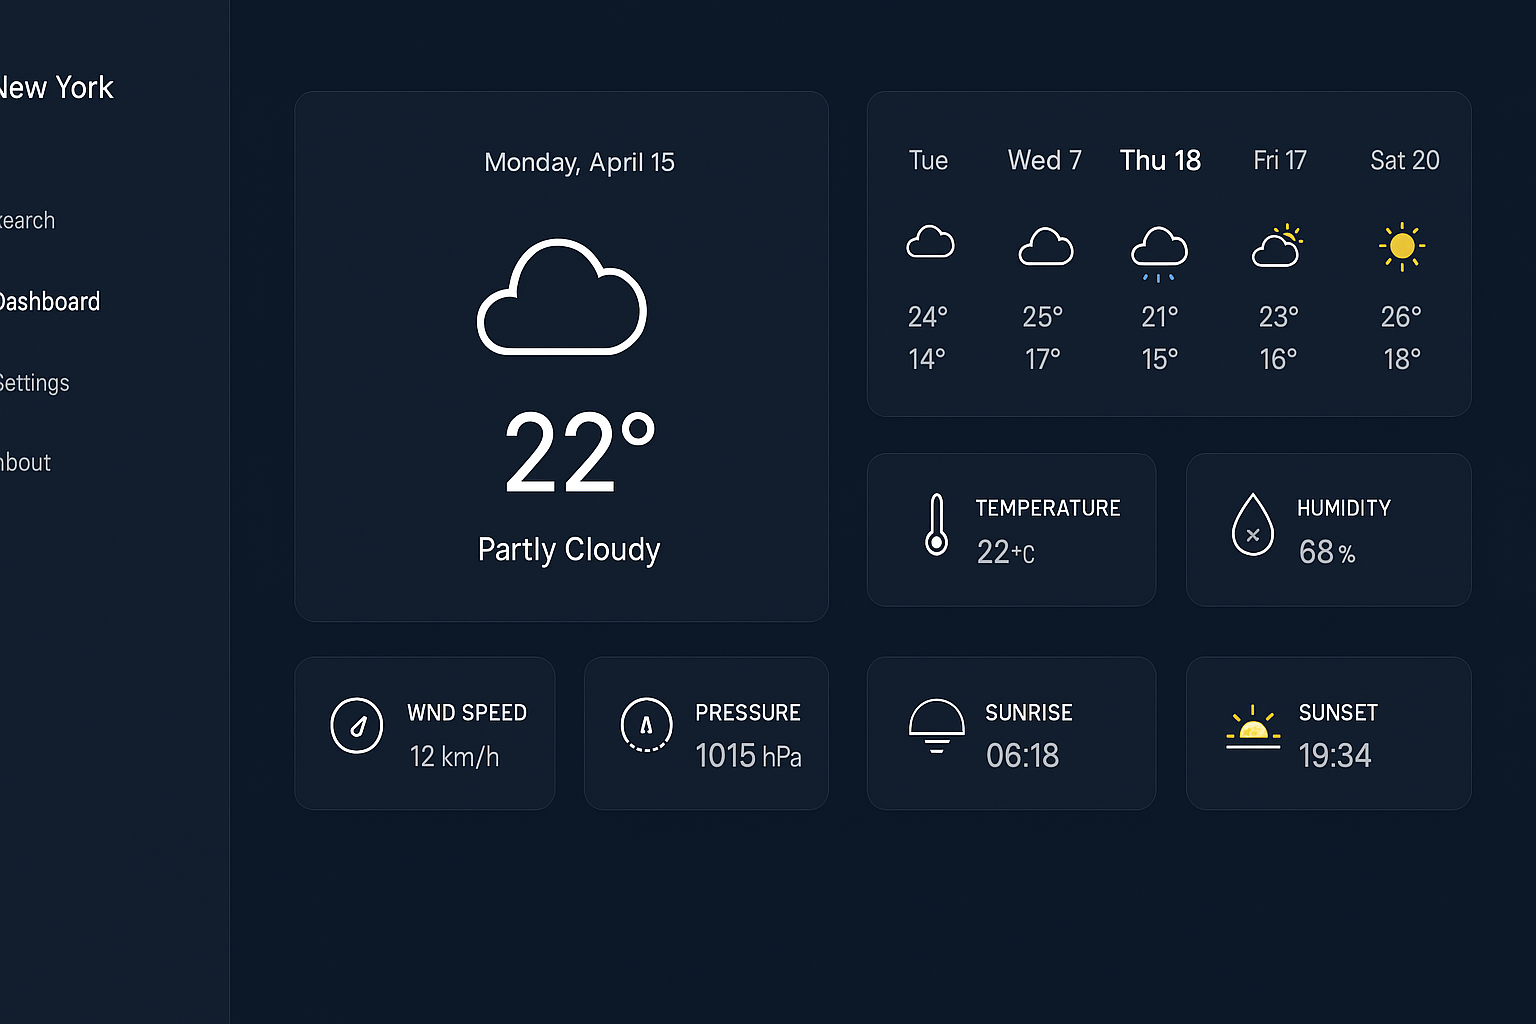 New York
kearch
Dashboard
Settings
nbout
Monday, April 15
22°
Partly Cloudy
Tue Wed 7 Thu 18 Fri 17 Sat 20
24° 25° 21° 23° 26°
14° 17° 15° 16° 18°
TEMPERATURE
22+C
HUMIDITY
68 %
WND SPEED
12 km/h
PRESSURE
1015 hPa
SUNRISE
06:18
SUNSET
19:34